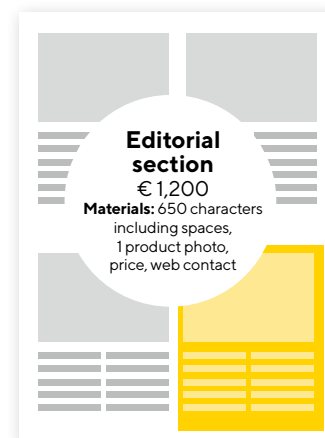 Editorial
section
€ 1,200
Materials: 650 characters
including spaces,
1 product photo,
price, web contact